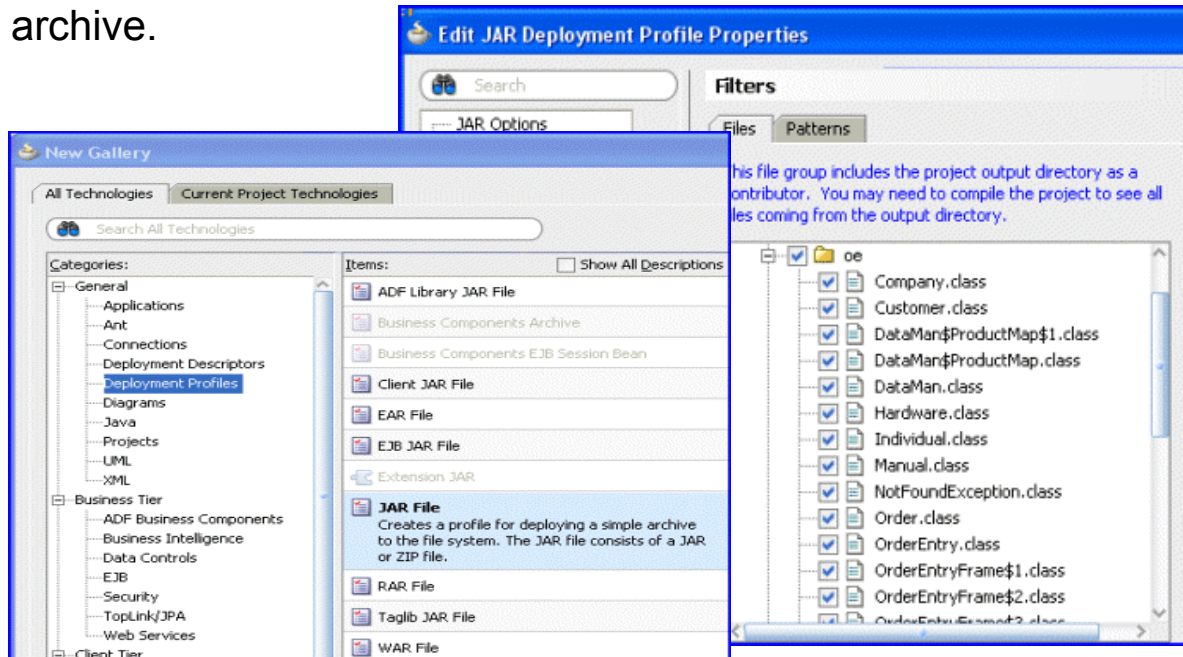 archive.
Edit JAR Deployment Profile Properties
Search
JAR Options
Filters
Files Patterns
his file group includes the project output directory as a
ontributor. You may need to compile the project to see all
les coming from the output directory.
oe
Company.class
Customer.class
DataMan$ProductMap$1.class
DataMan$ProductMap.class
DataMan.class
Hardware.class
Individual.class
Manual.class
NotFoundException.class
Order.class
OrderEntry.class
OrderEntryFrame$1.class
OrderEntryFrame$2.class
OrderEntryFrame$3.class
New Gallery
All Technologies Current Project Technologies
Search All Technologies
Categories:
General
Applications
Ant
Connections
Deployment Descriptors
Deployment Profiles
Diagrams
Java
Projects
UML
XML
Business Tier
ADF Business Components
Business Intelligence
Data Controls
EJB
Security
TopLink/JPA
Web Services
Client Tier
Items: Show All Descriptions
ADF Library JAR File
Business Components Archive
Business Components EJB Session Bean
Client JAR File
EAR File
EJB JAR File
Extension JAR
JAR File
Creates a profile for deploying a simple archive
to the file system. The JAR file consists of a JAR
or ZIP file.
RAR File
Taglib JAR File
WAR File